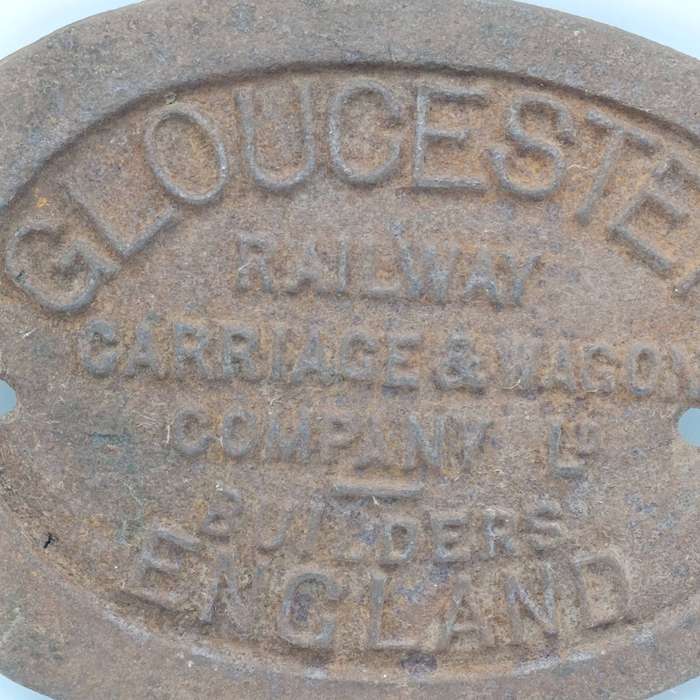 GLOUCESTER
RAILWAY
CARRIAGE & WAGON
COMPANY LD
BUILDERS
ENGLAND